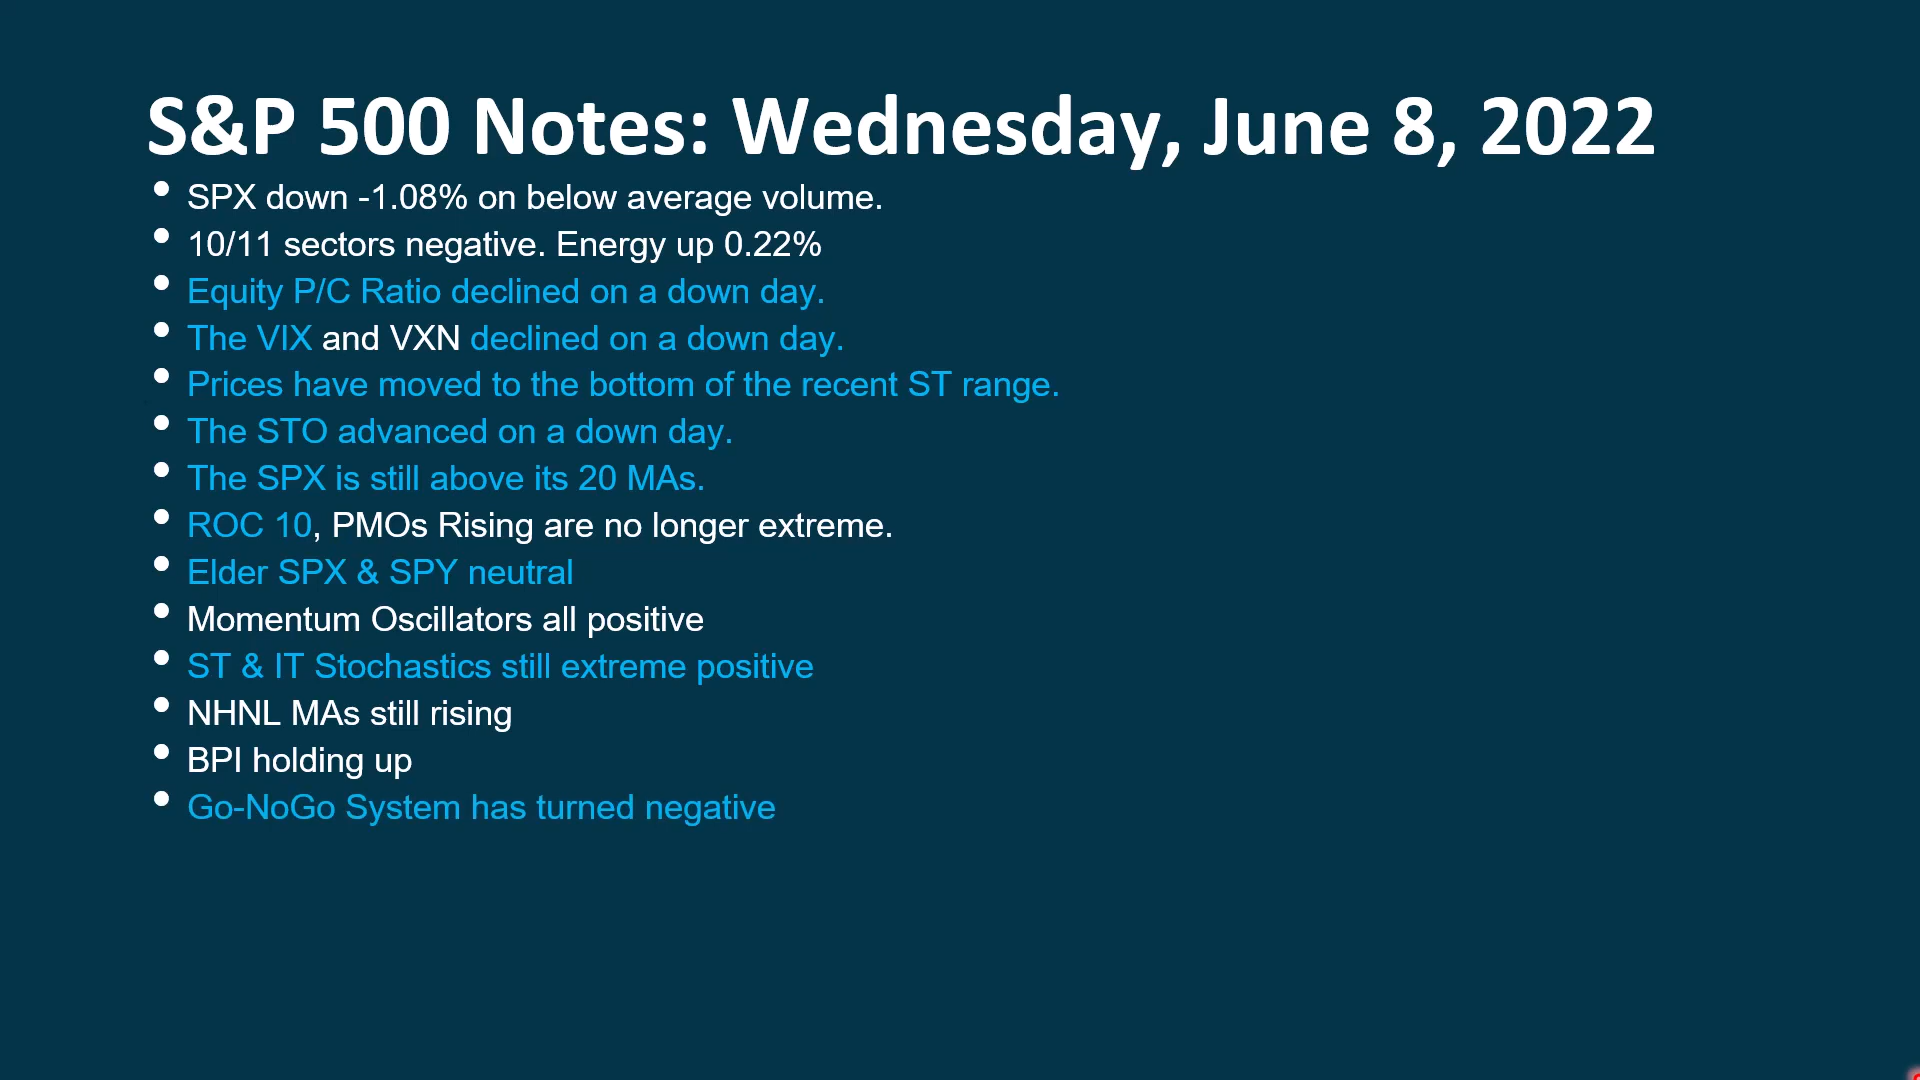 S&P 500 Notes: Wednesday, June 8, 2022
• SPX down -1.08% on below average volume.
• 10/11 sectors negative. Energy up 0.22%
• Equity P/C Ratio declined on a down day.
• The VIX and VXN declined on a down day.
• Prices have moved to the bottom of the recent ST range.
• The STO advanced on a down day.
• The SPX is still above its 20 MAs.
• ROC 10, PMOs Rising are no longer extreme.
• Elder SPX & SPY neutral
• Momentum Oscillators all positive
• ST & IT Stochastics still extreme positive
• NHNL MAs still rising
• BPI holding up
• Go-NoGo System has turned negative